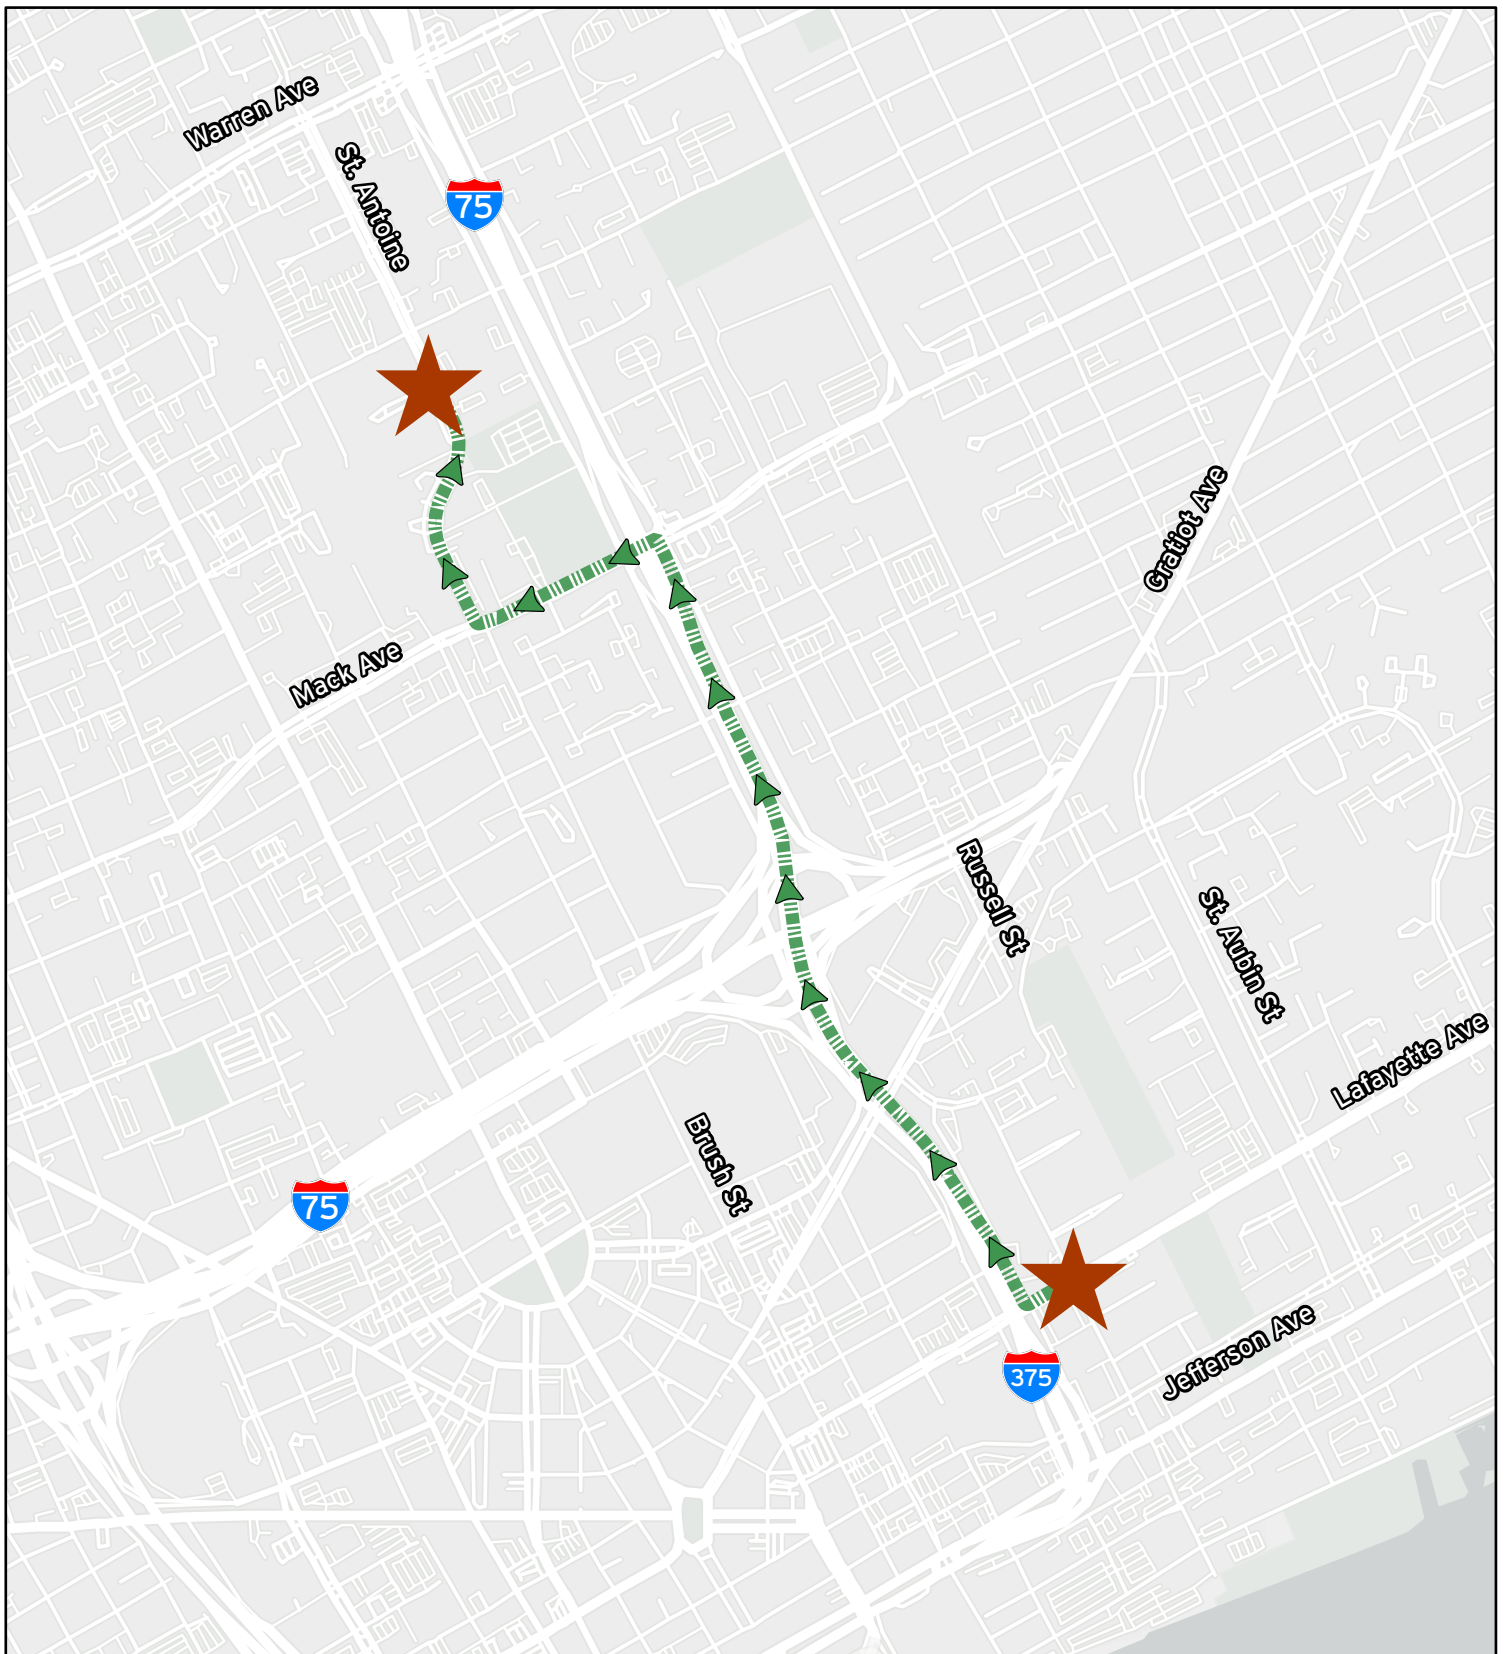 Warren Ave
St. Antoine
75
Gratiot Ave
Mack Ave
Russell St
St. Aubin St
Lafayette Ave
Brush St
75
Jefferson Ave
375